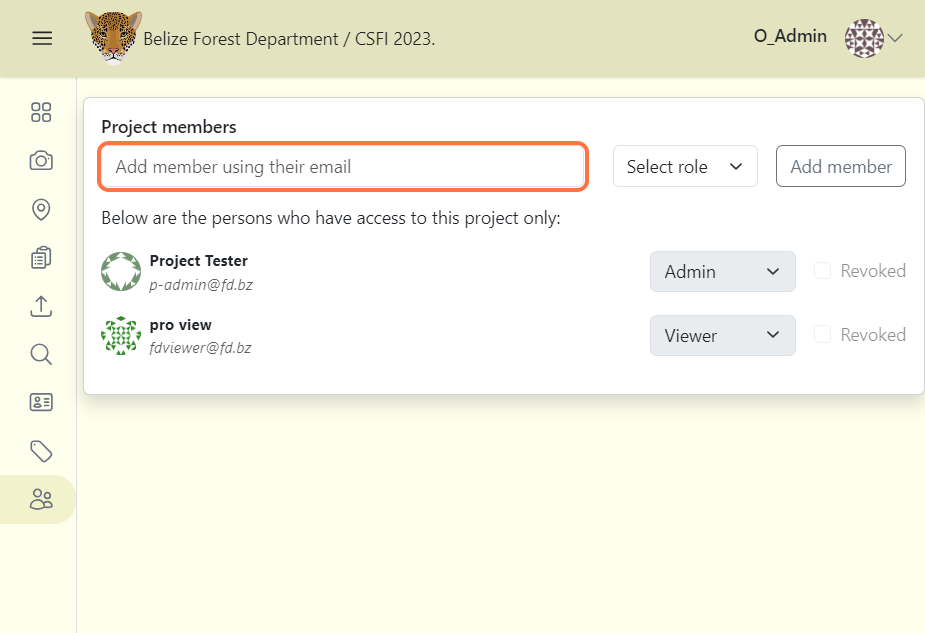 Belize Forest Department / CSFI 2023.
O_Admin
Project members
Add member using their email
Select role
Add member
Below are the persons who have access to this project only:
Project Tester
p-admin@fd.bz
Admin
Revoked
pro view
fdviewer@fd.bz
Viewer
Revoked